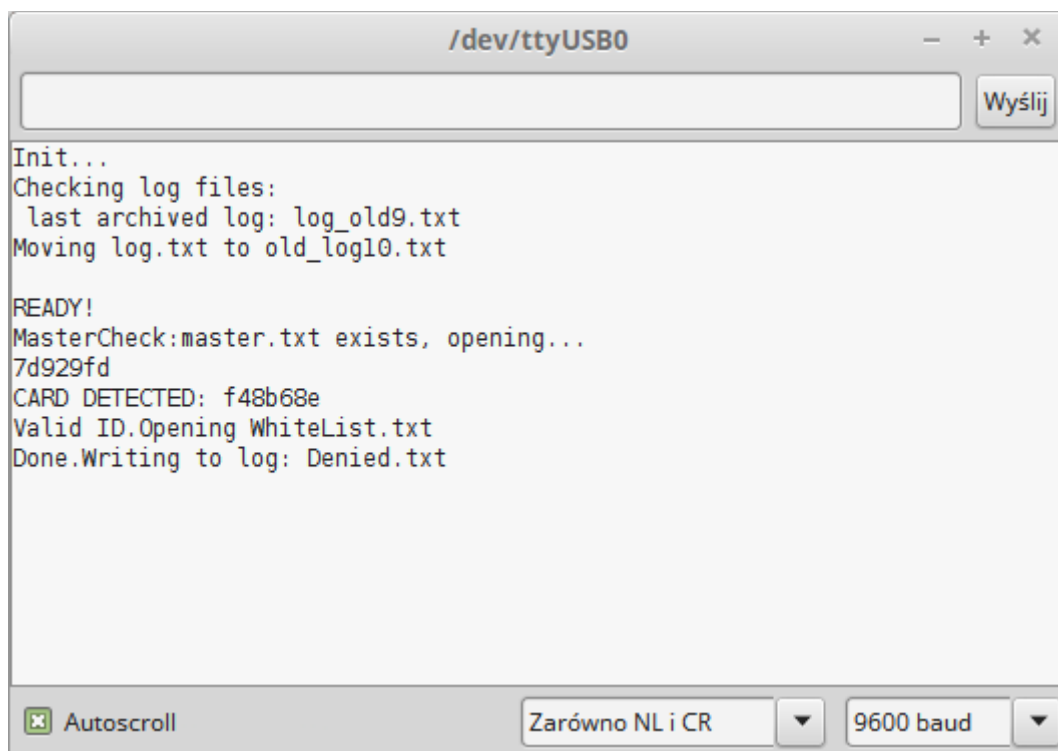 /dev/ttyUSB0
Wyślij
Init...
Checking log files:
 last archived log: log_old9.txt
Moving log.txt to old_log10.txt
READY!
MasterCheck:master.txt exists, opening...
7d929fd
CARD DETECTED: f48b68e
Valid ID.Opening WhiteList.txt
Done.Writing to log: Denied.txt
Autoscroll
Zarówno NL i CR
9600 baud